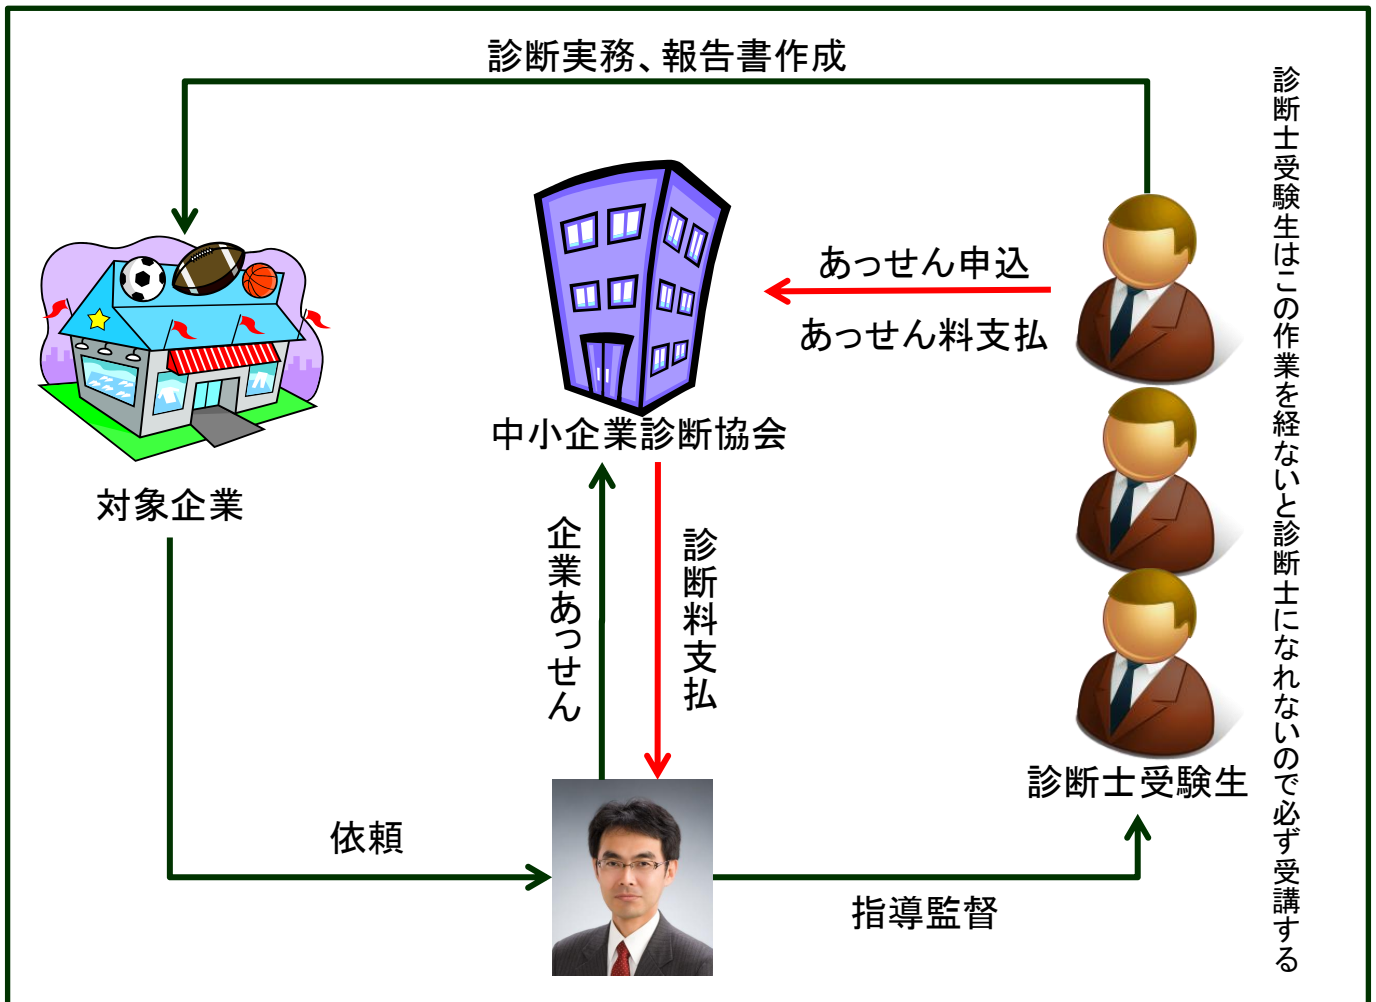 診断実務、報告書作成
診断士受験生はこの作業を経ないと診断士になれないので必ず受講する
あっせん申込
あっせん料支払
中小企業診断協会
対象企業
企業あっせん
診断料支払
診断士受験生
依頼
指導監督